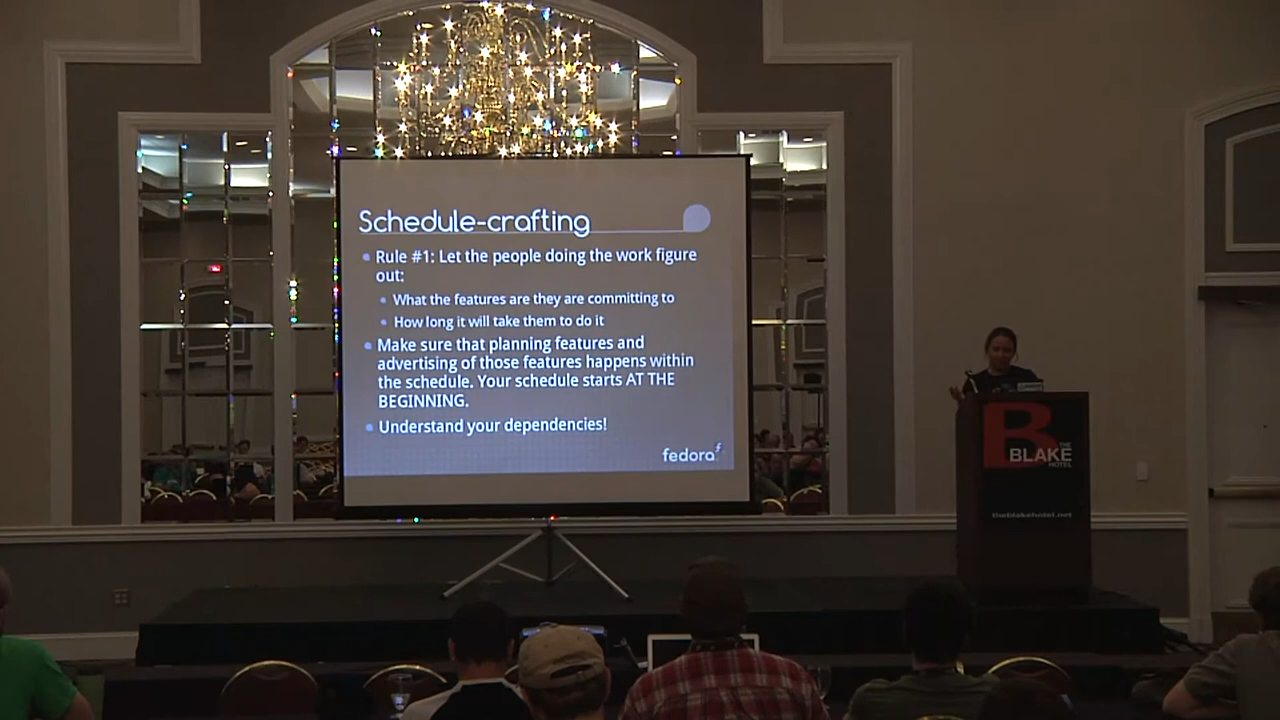 Schedule-crafting
Rule #1: Let the people doing the work figure
out:
What the features are they are committing to
How long it will take them to do it
Make sure that planning features and
advertising of those features happens within
the schedule. Your schedule starts AT THE
BEGINNING.
Understand your dependencies!
fedora
B
THE
BLAKE
HOTEL
theblakehotel.net